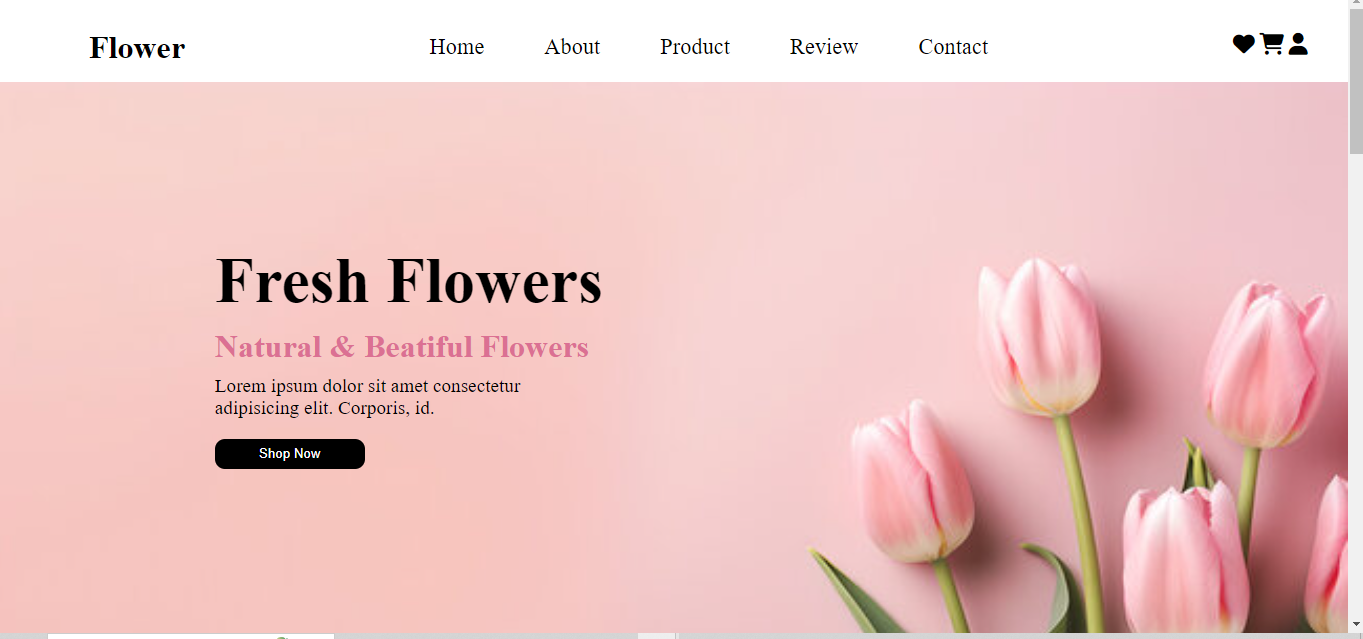 Flower
Home About Product Review Contact
Fresh Flowers
Natural & Beatiful Flowers
Lorem ipsum dolor sit amet consectetur
adipisicing elit. Corporis, id.
Shop Now